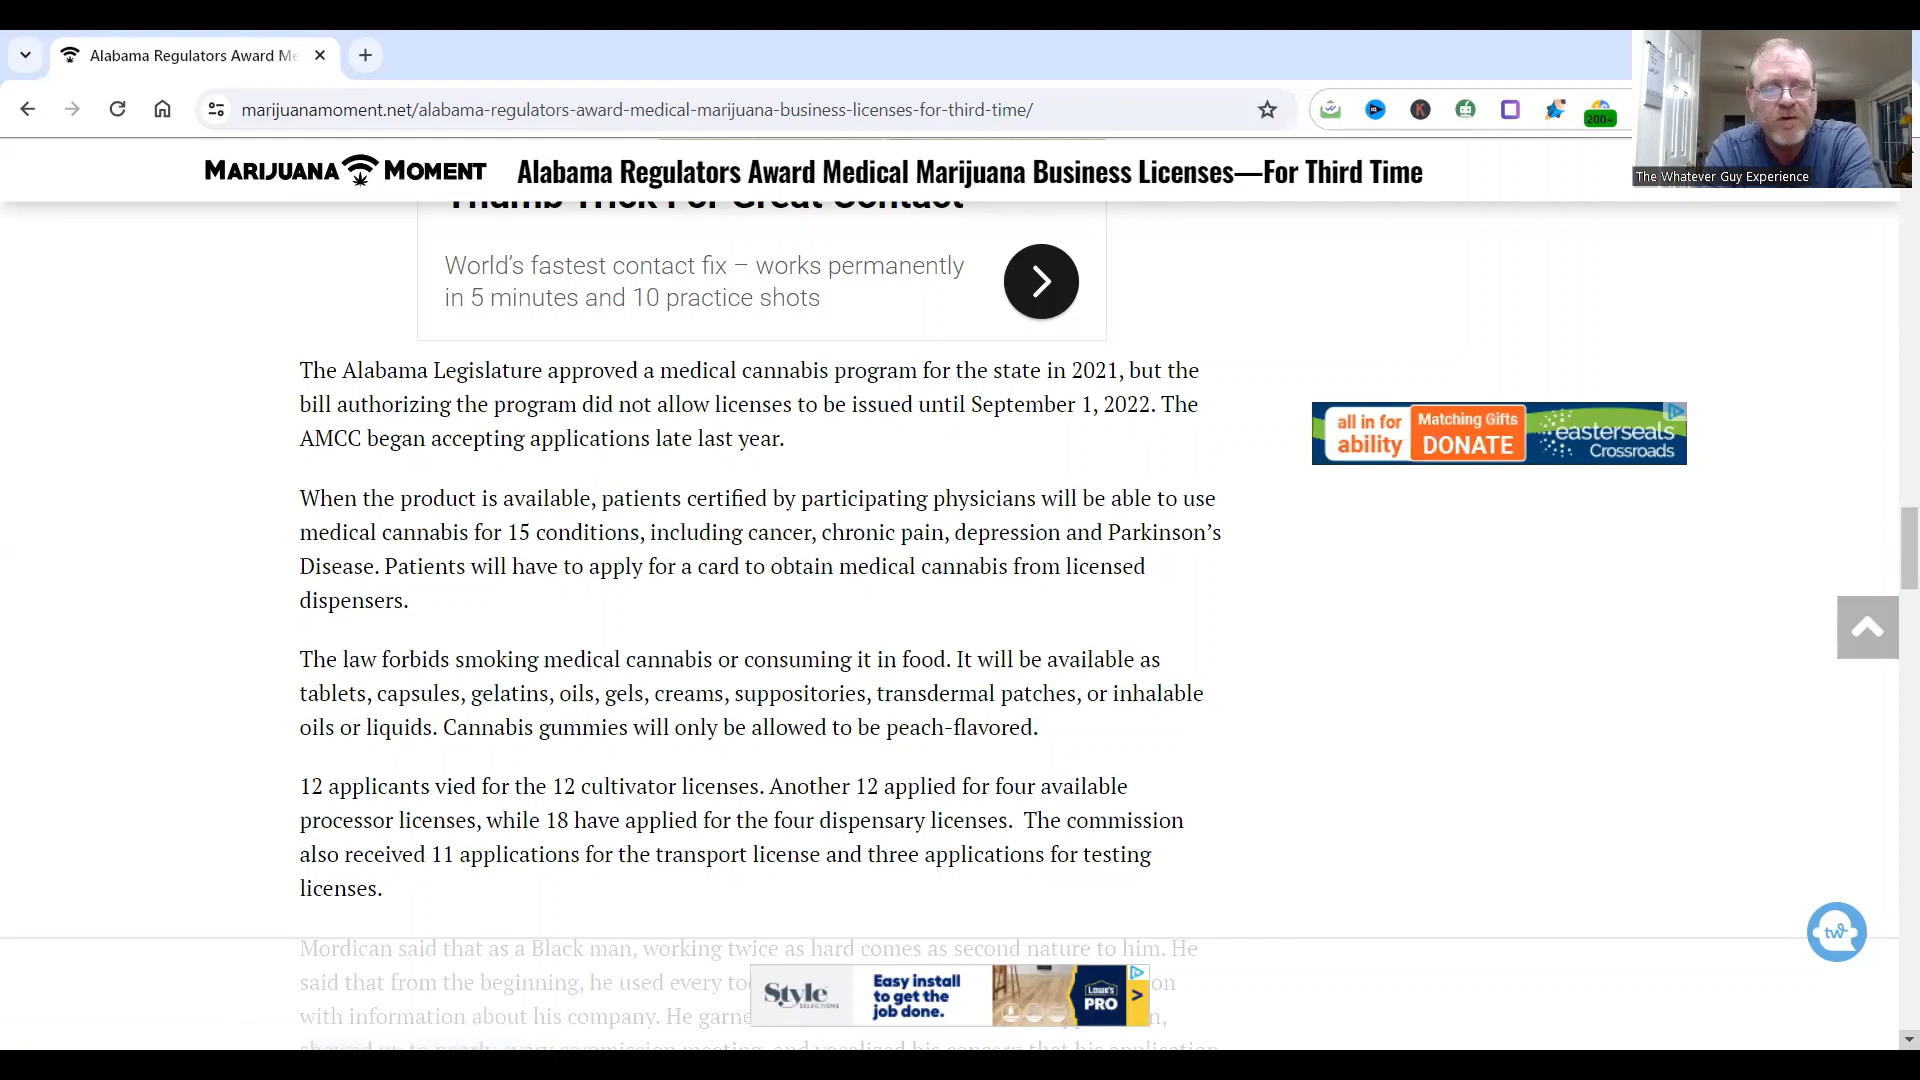 Alabama Regulators Award Me
marijuanamoment.net/alabama-regulators-award-medical-marijuana-business-licenses-for-third-time/
K
200+
The Whatever Guy Experience
MARIJUANA MOMENT
Alabama Regulators Award Medical Marijuana Business Licenses—For Third Time
Thumb Trick For Great Contact
World's fastest contact fix – works permanently
in 5 minutes and 10 practice shots
The Alabama Legislature approved a medical cannabis program for the state in 2021, but the
bill authorizing the program did not allow licenses to be issued until September 1, 2022. The
AMCC began accepting applications late last year.
all in for
ability
Matching Gifts
DONATE
easterseals
Crossroads
When the product is available, patients certified by participating physicians will be able to use
medical cannabis for 15 conditions, including cancer, chronic pain, depression and Parkinson's
Disease. Patients will have to apply for a card to obtain medical cannabis from licensed
dispensers.
The law forbids smoking medical cannabis or consuming it in food. It will be available as
tablets, capsules, gelatins, oils, gels, creams, suppositories, transdermal patches, or inhalable
oils or liquids. Cannabis gummies will only be allowed to be peach-flavored.
12 applicants vied for the 12 cultivator licenses. Another 12 applied for four available
processor licenses, while 18 have applied for the four dispensary licenses.  The commission
also received 11 applications for the transport license and three applications for testing
licenses.
Mordican said that as a Black man, working twice as hard comes as second nature to him. He
said that from the beginning, he used every
with information about his company. He
Style
SELECTIONS
Easy install
to get the
job done.
LOWE'S
PRO
tw